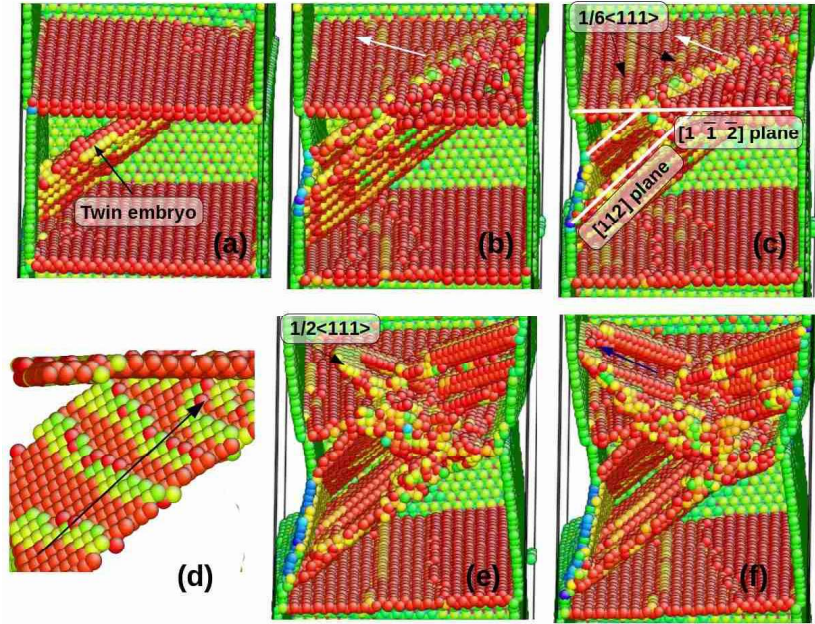 Twin embryo
(a)
(b)
1/6<111>
[1 1̅ 2̅] plane
[112] plane
(c)
(d)
1/2<111>
(e)
(f)